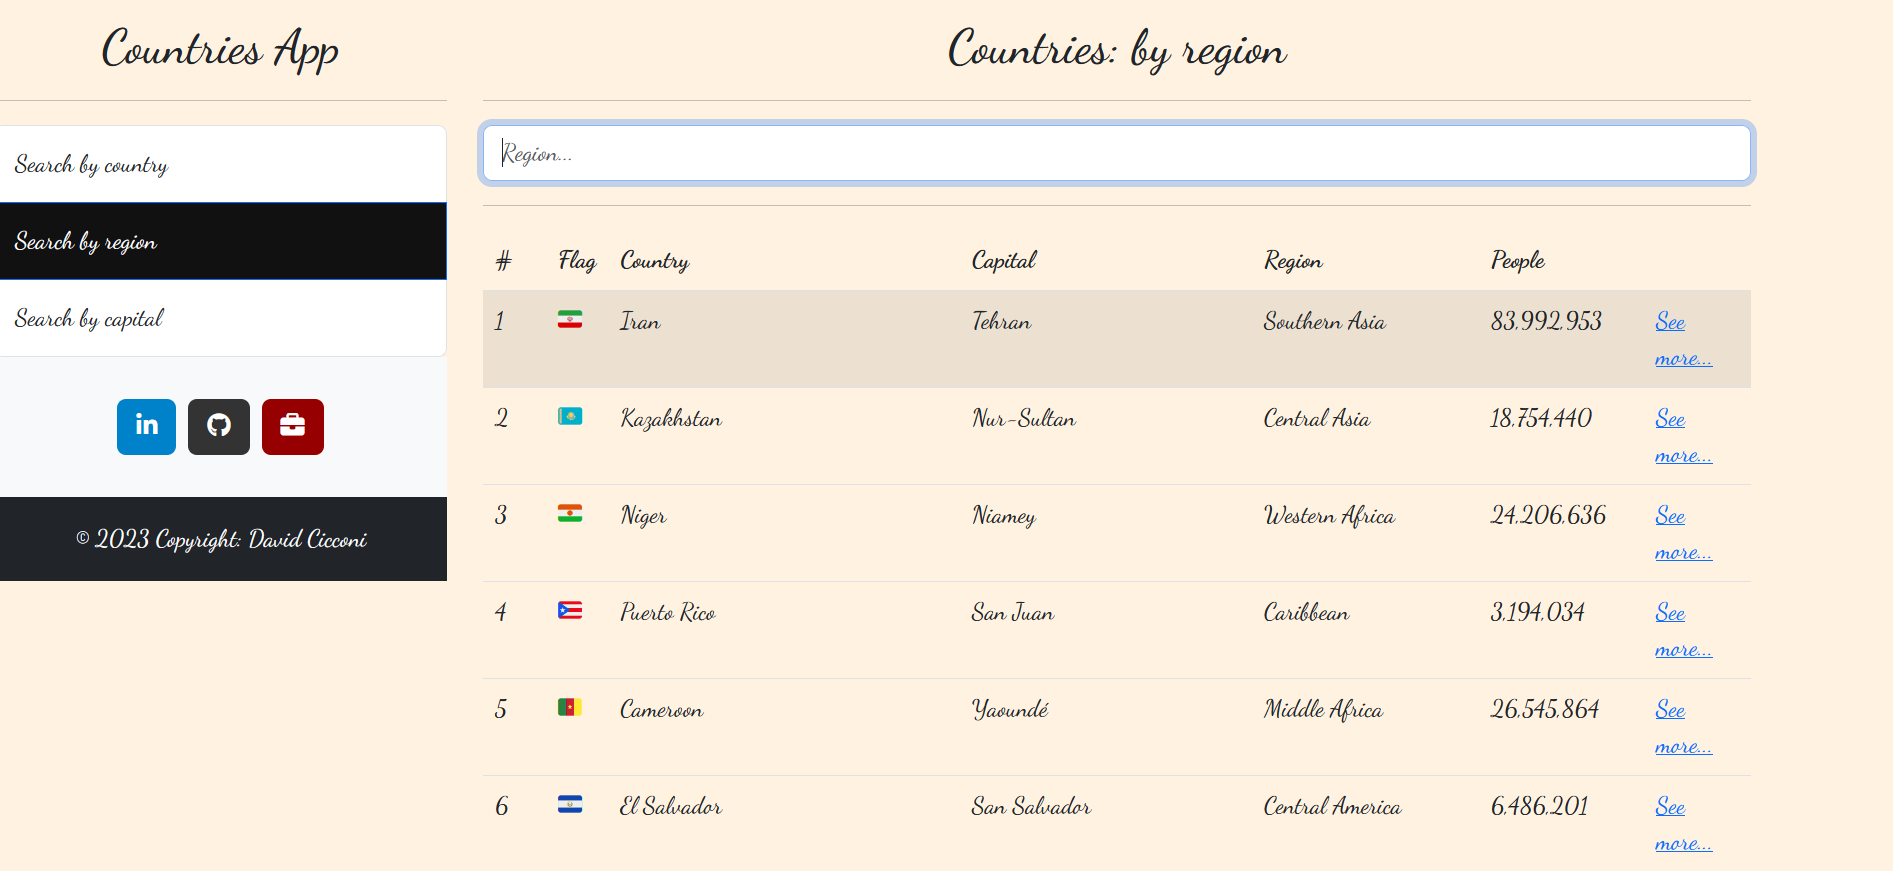 Countries App
Search by country
Search by region
Search by capital
in
© 2023 Copyright: David Cicconi
Countries: by region
Region...
# Flag Country Capital Region People
1 Iran Tehran Southern Asia 83,992,953 See
more...
2 Kazakhstan Nur-Sultan Central Asia 18,754,440 See
more...
3 Niger Niamey Western Africa 24,206,636 See
more...
4 Puerto Rico San Juan Caribbean 3,194,034 See
more...
5 Cameroon Yaoundé Middle Africa 26,545,864 See
more...
6 El Salvador San Salvador Central America 6,486,201 See
more...